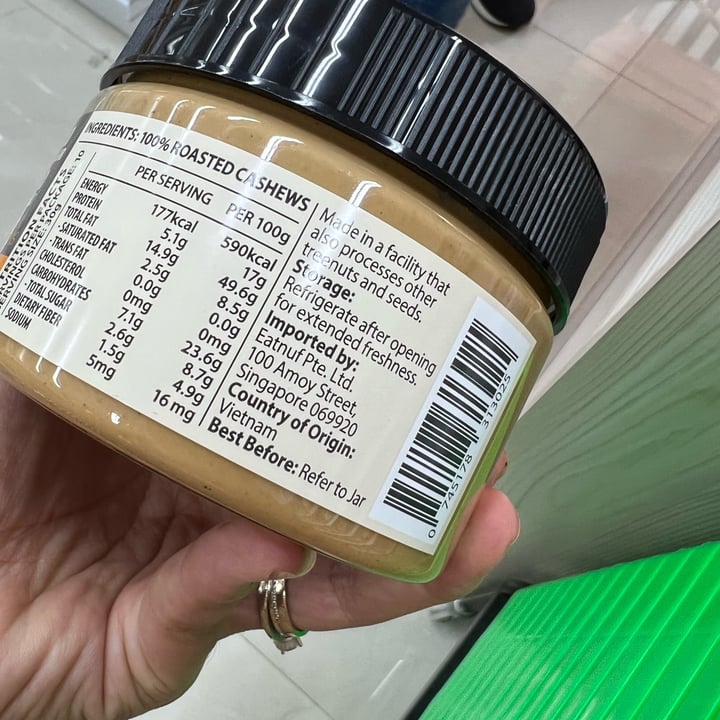 INGREDIENTS: 100% ROASTED CASHEWS
PER SERVING PER 100g
ENERGY 177kcal 590kcal
PROTEIN 5.1g 17g
TOTAL FAT 14.9g 49.6g
-SATURATED FAT 2.5g 8.5g
-TRANS FAT 0.0g 0.0g
CHOLESTEROL 0mg 0mg
CARBOHYDRATES 7.1g 23.6g
TOTAL SUGAR 2.6g 8.7g
DIETARY FIBER 1.5g 4.9g
SODIUM 5mg 16 mg
Made in a facility that
also processes other
treenuts and seeds.
Storage:
Refrigerate after opening
for extended freshness.
Imported by:
Eatnuf Pte. Ltd.
100 Amoy Street,
Singapore 069920
Country of Origin:
Vietnam
Best Before: Refer to Jar
0 745178 313025